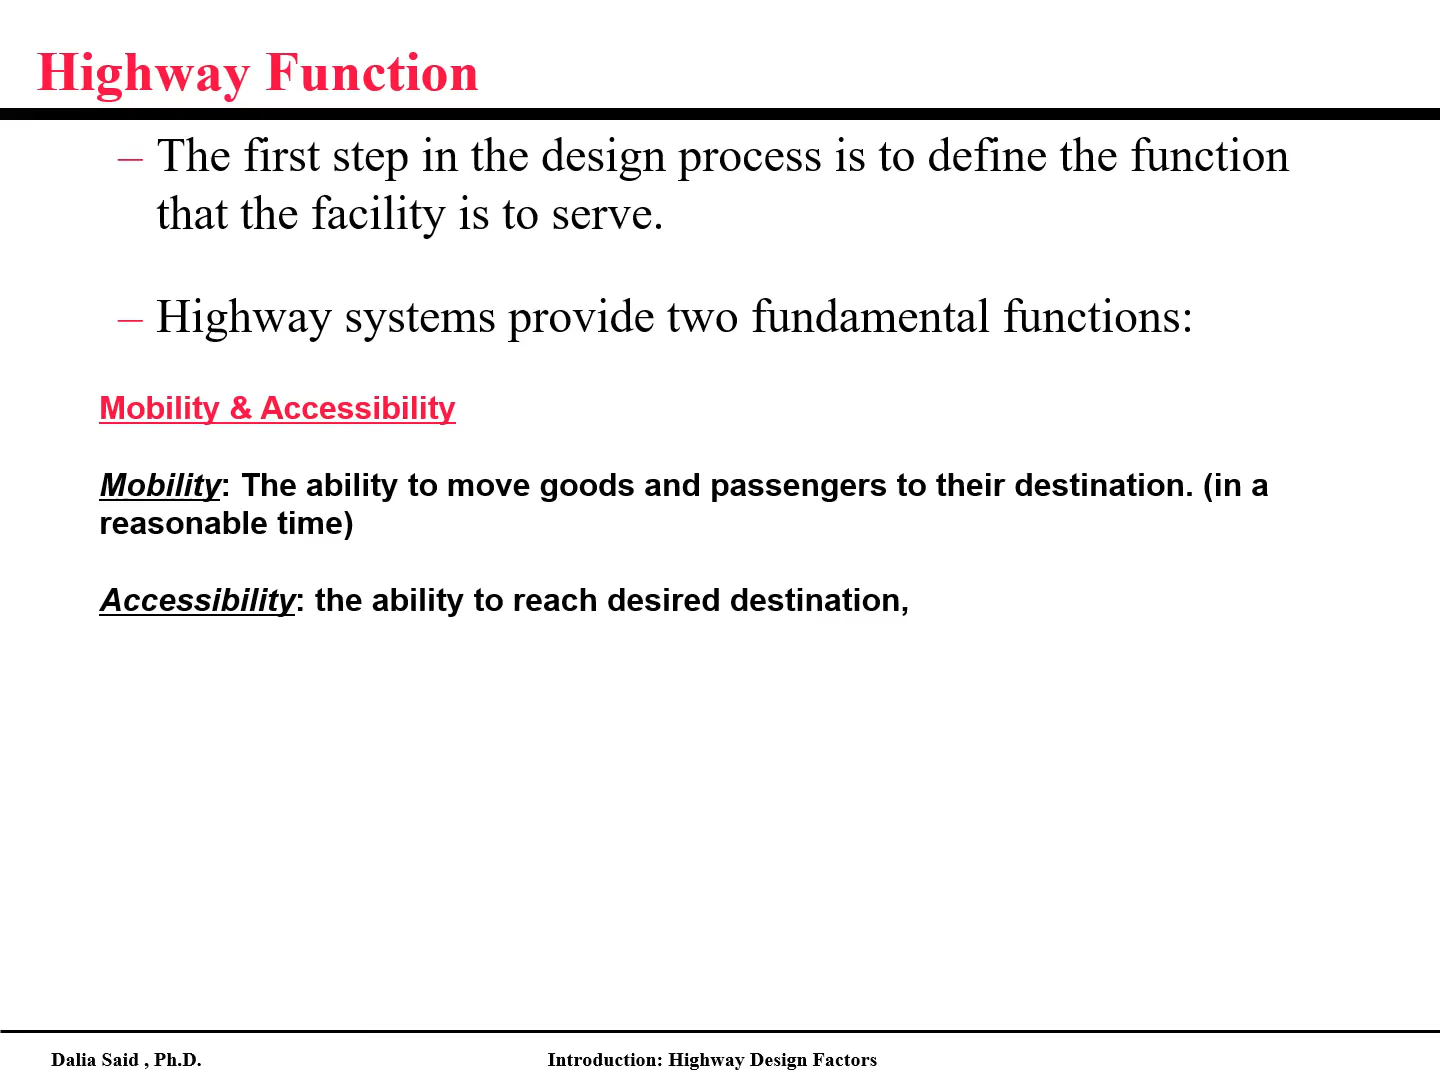 Highway Function
– The first step in the design process is to define the function
that the facility is to serve.
– Highway systems provide two fundamental functions:
Mobility & Accessibility
Mobility: The ability to move goods and passengers to their destination. (in a
reasonable time)
Accessibility: the ability to reach desired destination,
Dalia Said , Ph.D.
Introduction: Highway Design Factors